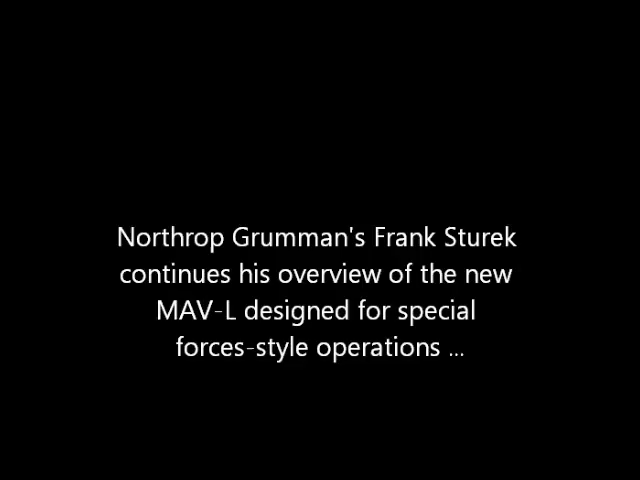 Northrop Grumman's Frank Sturek
continues his overview of the new
MAV-L designed for special
forces-style operations ...